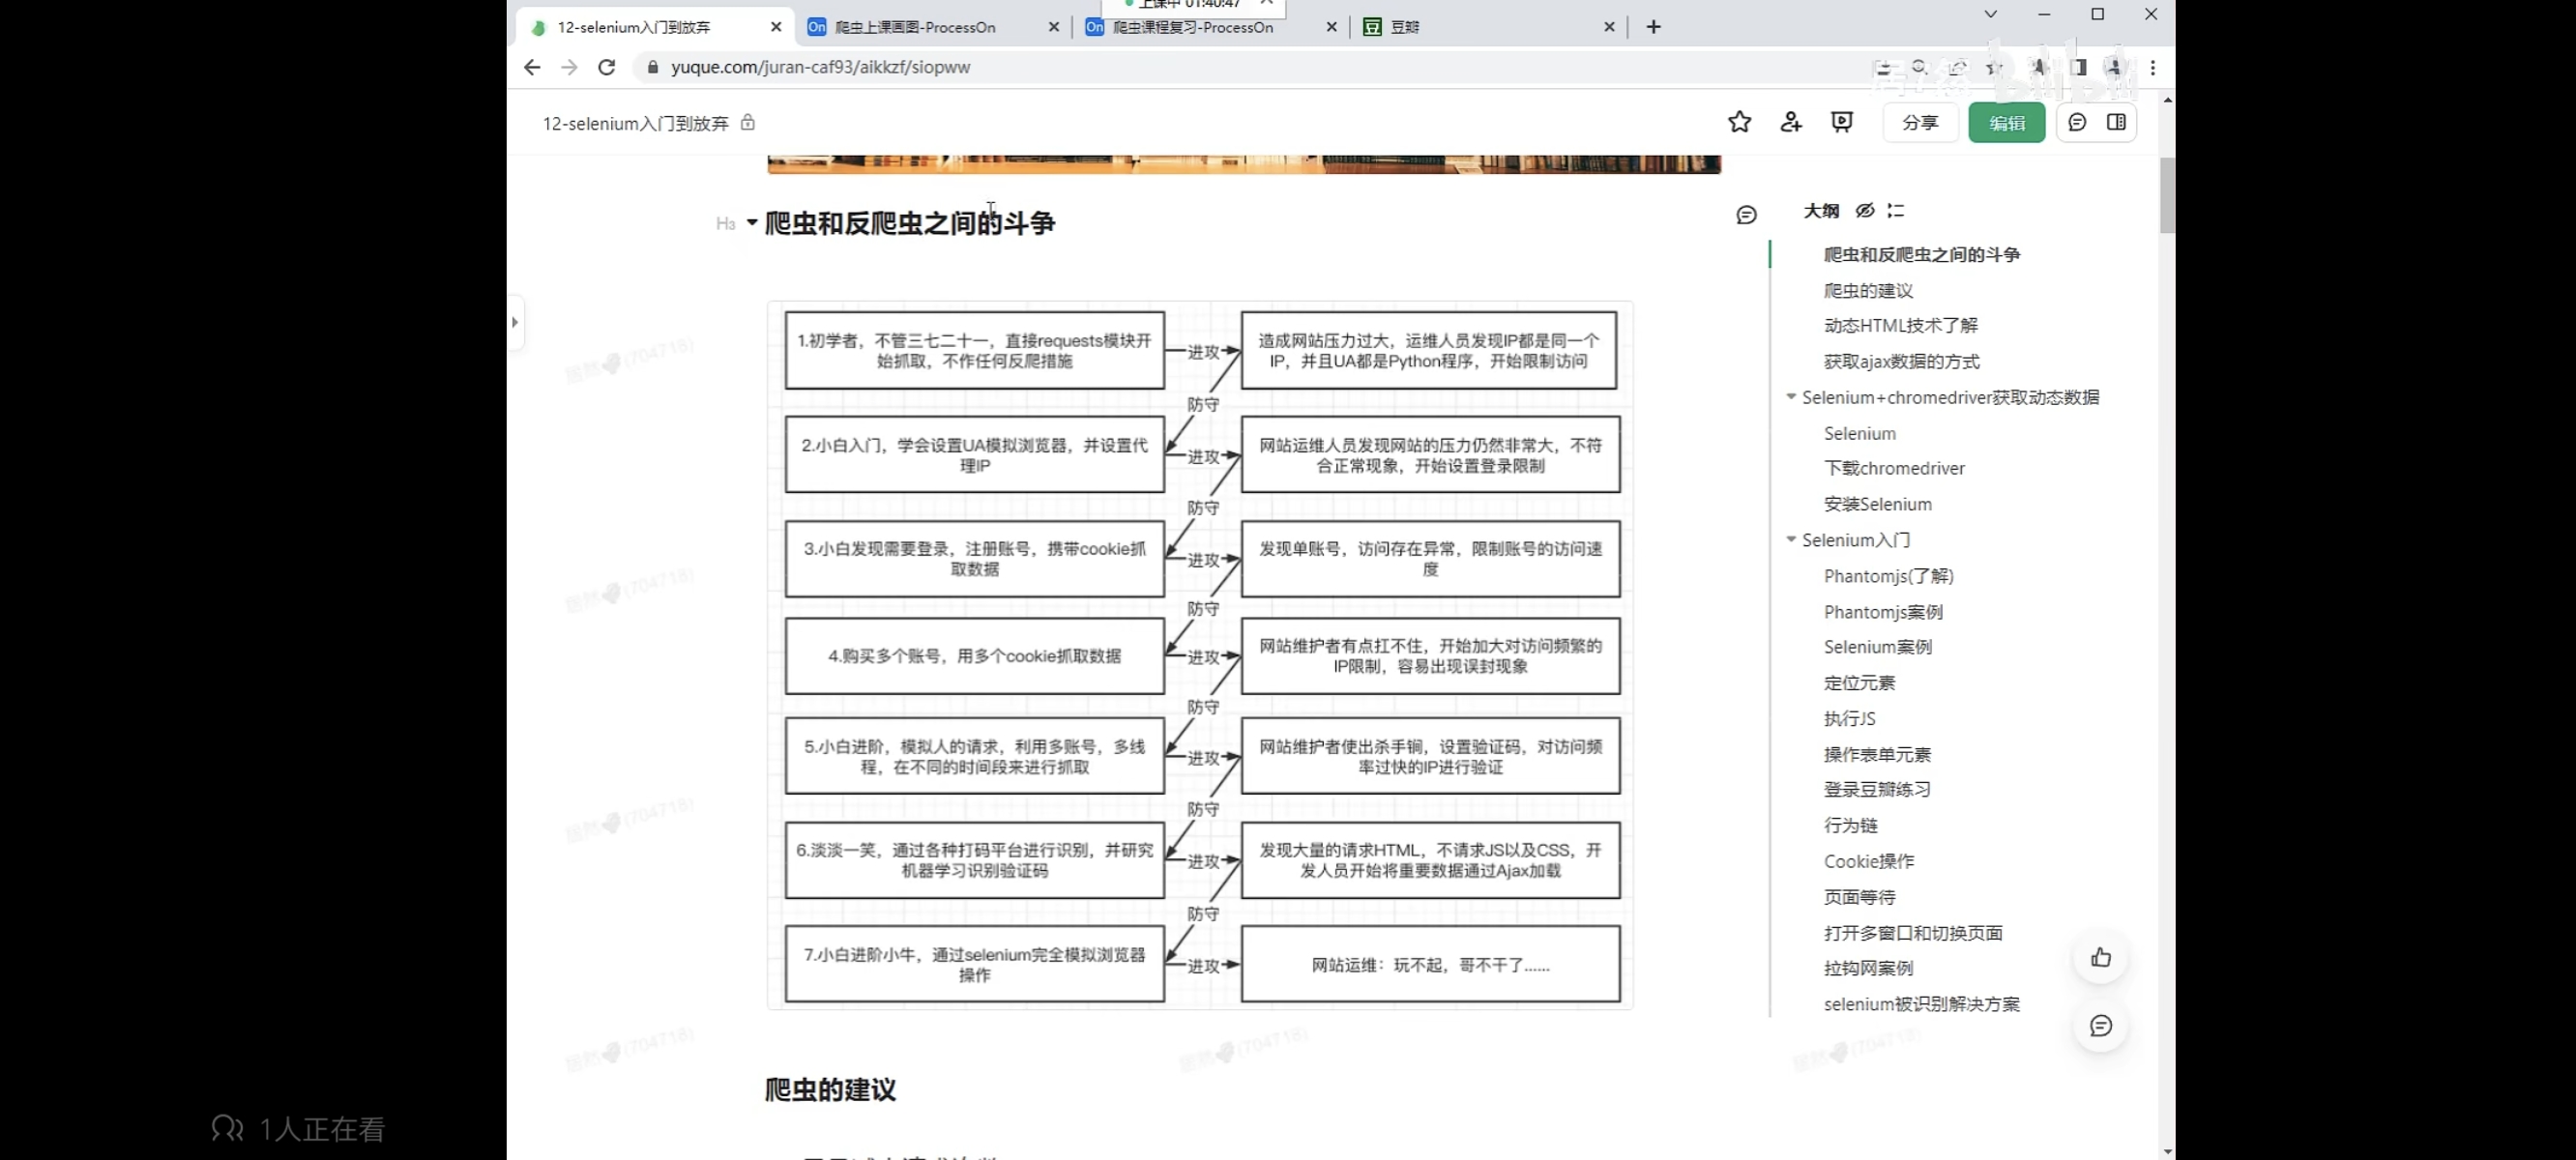 上课中 01:40:47
12-selenium入门到放弃
On 爬虫上课画图-ProcessOn
On 爬虫课程复习-ProcessOn
豆 豆瓣
yuque.com/juran-caf93/aikkzf/siopww
bilibili
12-selenium入门到放弃
分享
编辑
H3 爬虫和反爬虫之间的斗争
1.初学者，不管三七二十一，直接requests模块开
始抓取，不作任何反爬措施
进攻
造成网站压力过大，运维人员发现IP都是同一个
IP，并且UA都是Python程序，开始限制访问
防守
2.小白入门，学会设置UA模拟浏览器，并设置代
理IP
进攻
网站运维人员发现网站的压力仍然非常大，不符
合正常现象，开始设置登录限制
防守
3.小白发现需要登录，注册账号，携带cookie抓
取数据
进攻
发现单账号，访问存在异常，限制账号的访问速
度
防守
4.购买多个账号，用多个cookie抓取数据
进攻
网站维护者有点扛不住，开始加大对访问频繁的
IP限制，容易出现误封现象
防守
5.小白进阶，模拟人的请求，利用多账号，多线
程，在不同的时间段来进行抓取
进攻
网站维护者使出杀手锏，设置验证码，对访问频
率过快的IP进行验证
防守
6.淡淡一笑，通过各种打码平台进行识别，并研究
机器学习识别验证码
进攻
发现大量的请求HTML，不请求JS以及CSS，开
发人员开始将重要数据通过Ajax加载
防守
7.小白进阶小牛，通过selenium完全模拟浏览器
操作
进攻
网站运维：玩不起，哥不干了......
爬虫的建议
大纲
爬虫和反爬虫之间的斗争
爬虫的建议
动态HTML技术了解
获取ajax数据的方式
Selenium+chromedriver获取动态数据
Selenium
下载chromedriver
安装Selenium
Selenium入门
Phantomjs(了解)
Phantomjs案例
Selenium案例
定位元素
执行JS
操作表单元素
登录豆瓣练习
行为链
Cookie操作
页面等待
打开多窗口和切换页面
拉钩网案例
selenium被识别解决方案
居然(704718)
居然(704718)
居然(704718)
居然(704718)
居然(704718)
居然(704718)
1人正在看